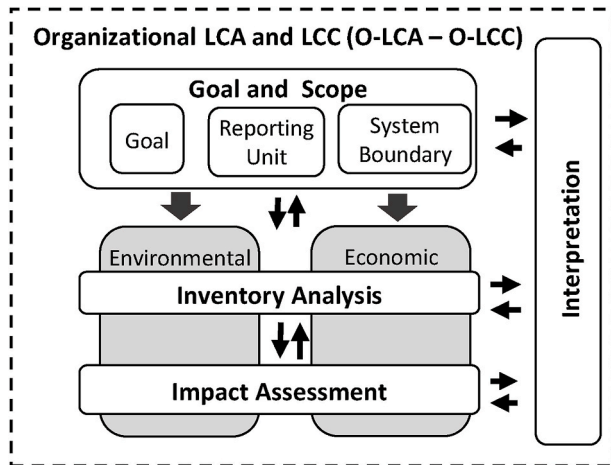 Organizational LCA and LCC (O-LCA – O-LCC)
Goal and Scope
Goal
Reporting
Unit
System
Boundary
Environmental
Economic
Inventory Analysis
Impact Assessment
Interpretation